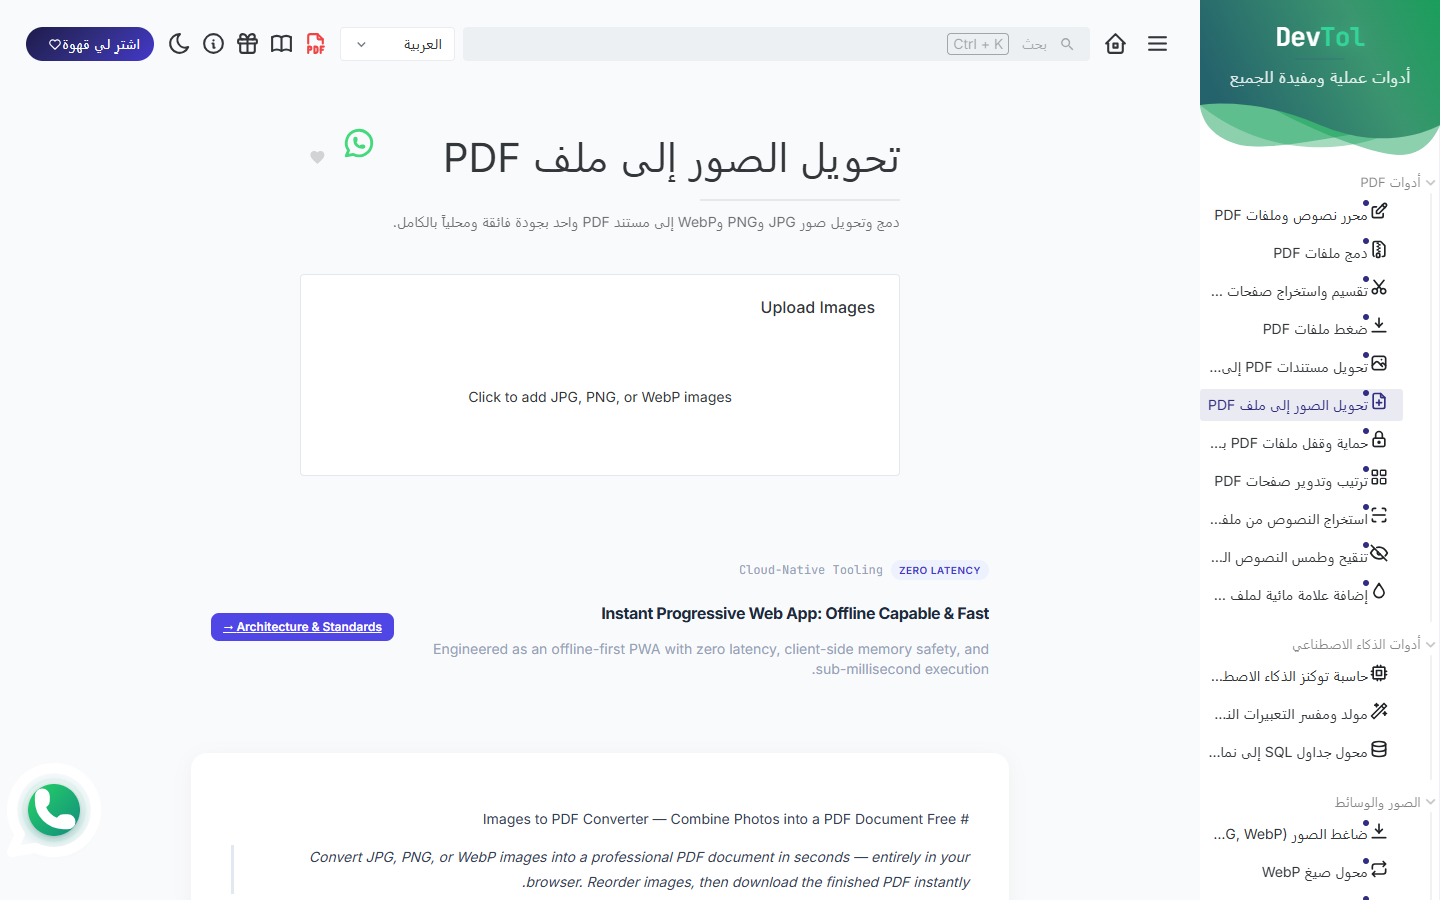 DevTol
أدوات عملية ومفيدة للجميع
بحث Ctrl + K
العربية
PDF
اشترِ لي قهوة
أدوات PDF
محرر نصوص وملفات PDF
دمج ملفات PDF
تقسيم واستخراج صفحات ...
ضغط ملفات PDF
تحويل مستندات PDF إلى...
تحويل الصور إلى ملف PDF
حماية وقفل ملفات PDF بـ...
ترتيب وتدوير صفحات PDF
استخراج النصوص من ملف...
تنقيح وطمس النصوص الـ...
إضافة علامة مائية لملف ...
أدوات الذكاء الاصطناعي
حاسبة توكنز الذكاء الاصطـ...
مولد ومفسر التعبيرات النـ...
محول جداول SQL إلى نما...
الصور والوسائط
ضاغط الصور (G, WebP...
محول صيغ WebP
تحويل الصور إلى ملف PDF
دمج وتحويل صور JPG وPNG وWebP إلى مستند PDF واحد بجودة فائقة ومحلياً بالكامل.
Upload Images
Click to add JPG, PNG, or WebP images
ZERO LATENCY Cloud-Native Tooling
Instant Progressive Web App: Offline Capable & Fast
Engineered as an offline-first PWA with zero latency, client-side memory safety, and
sub-millisecond execution.
Architecture & Standards →
# Images to PDF Converter — Combine Photos into a PDF Document Free
Convert JPG, PNG, or WebP images into a professional PDF document in seconds — entirely in your
browser. Reorder images, then download the finished PDF instantly.